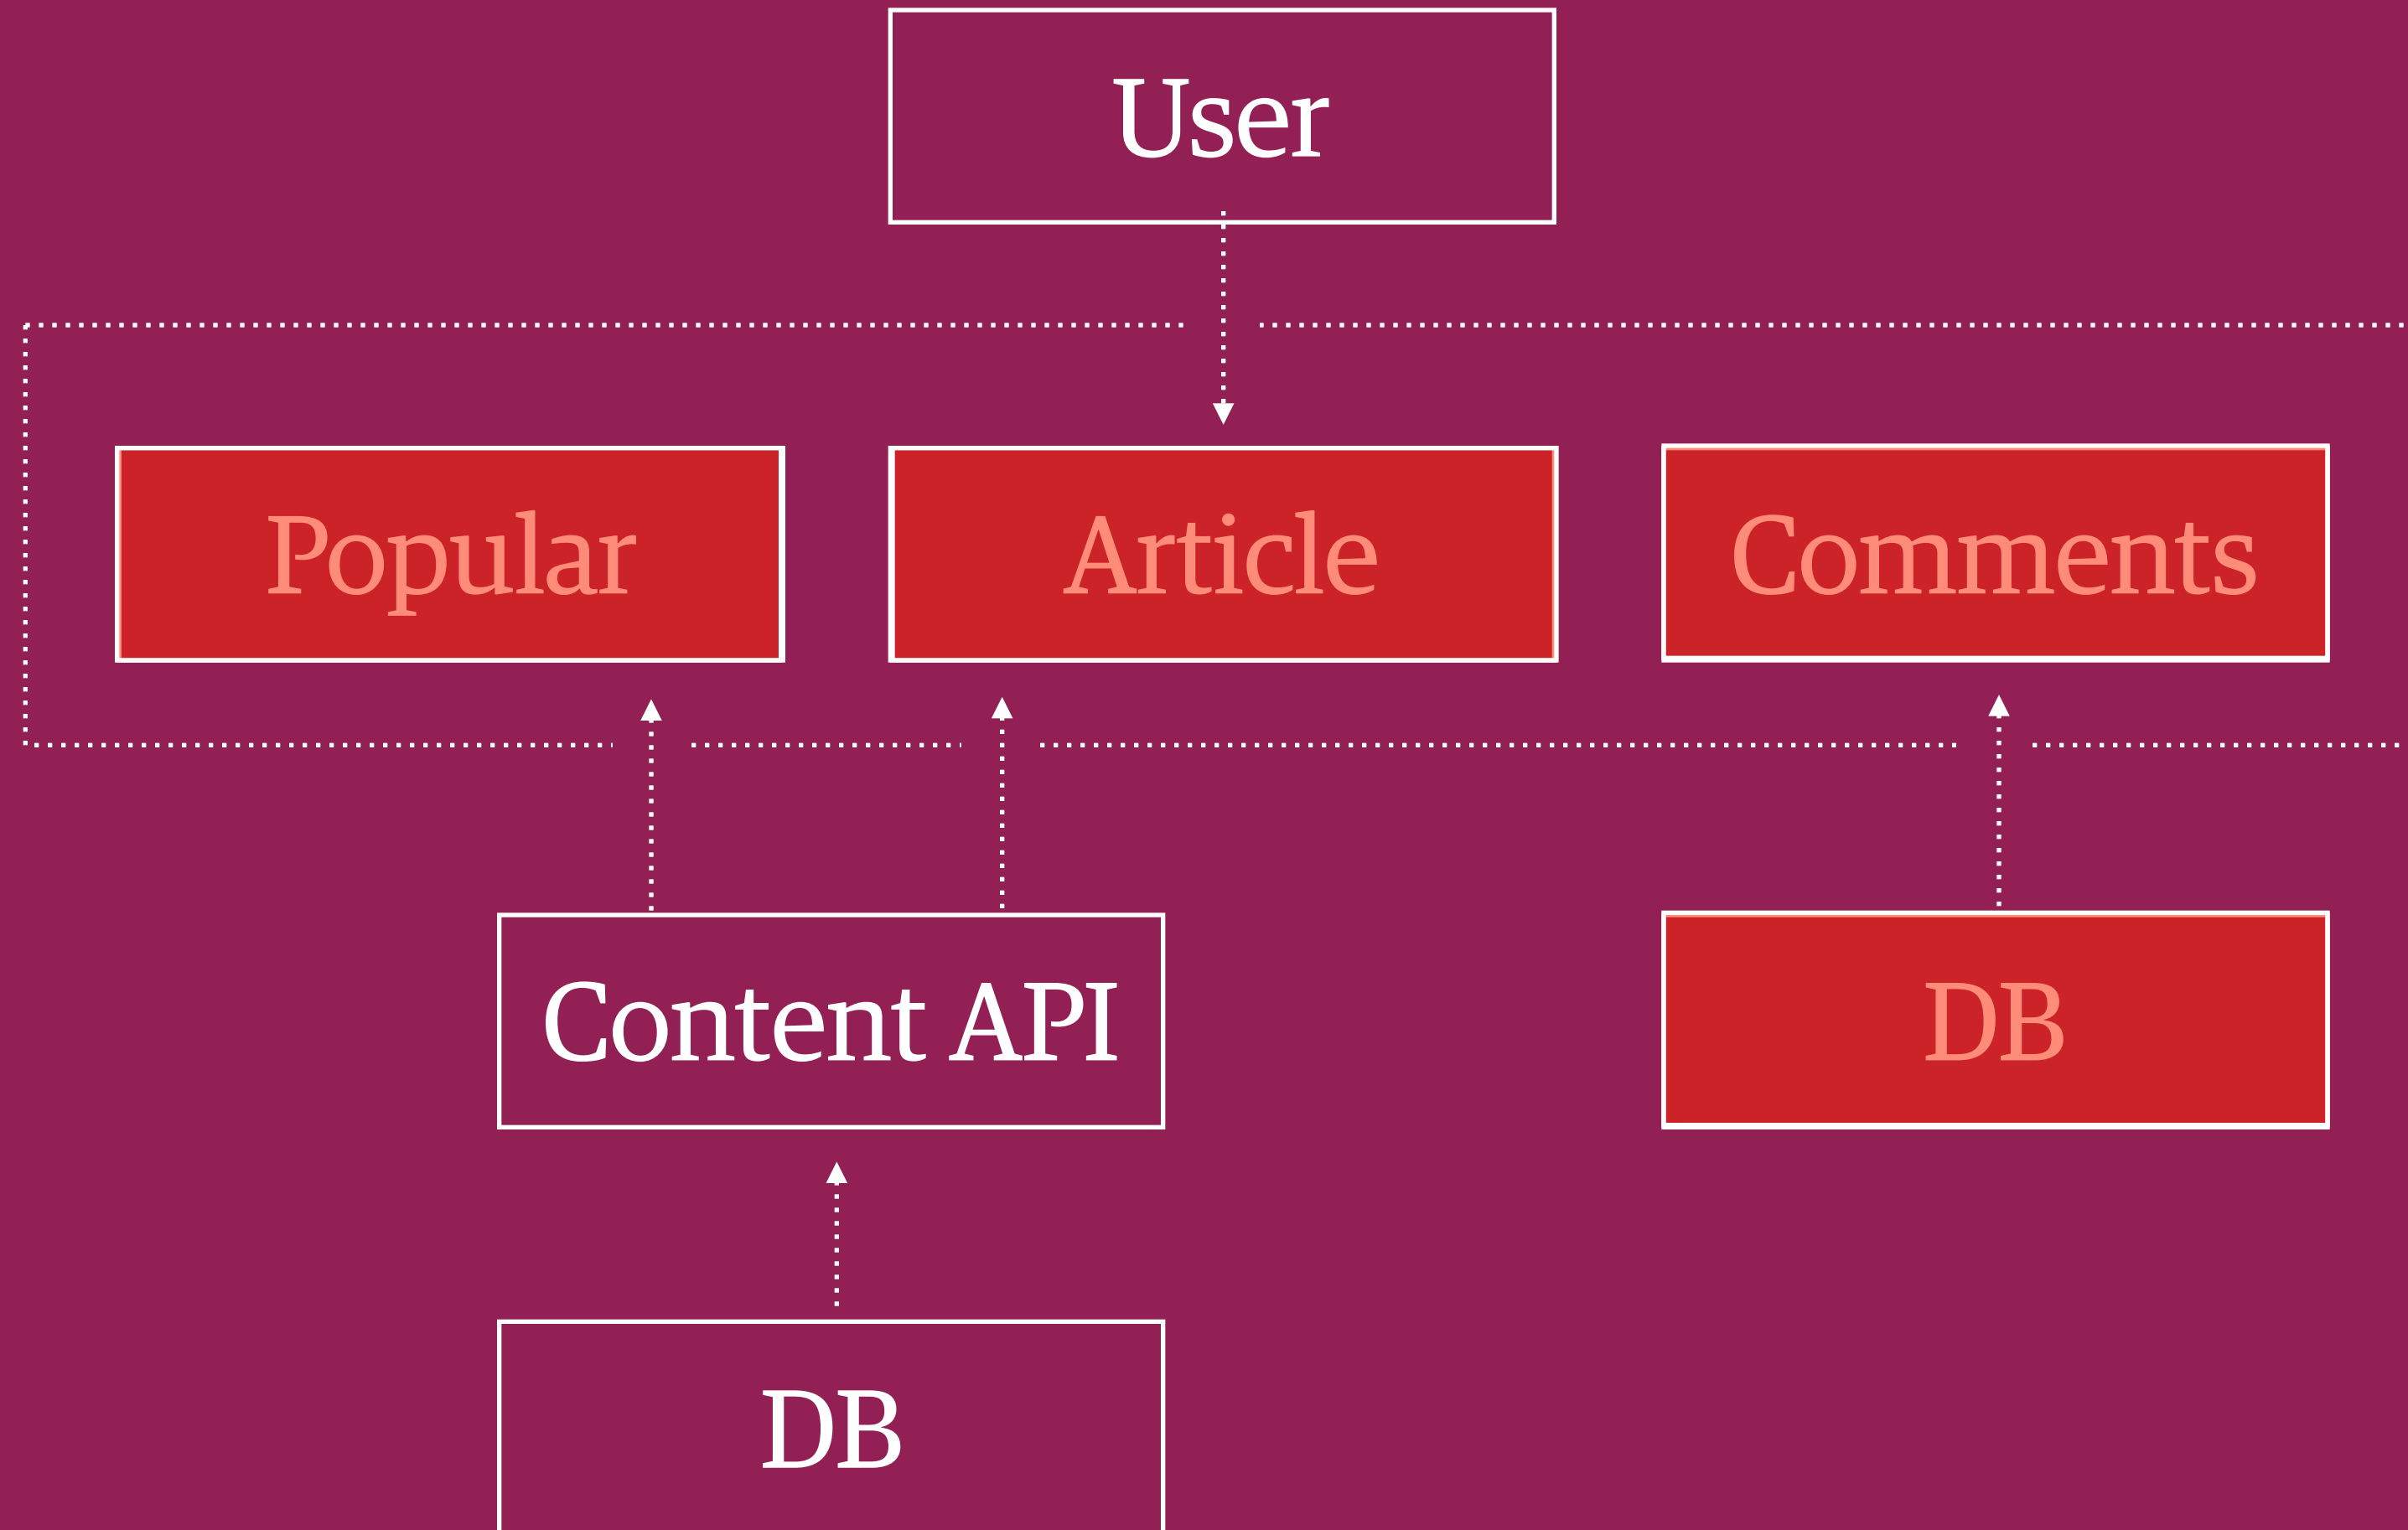 User
Popular
Article
Comments
Content API
DB
DB